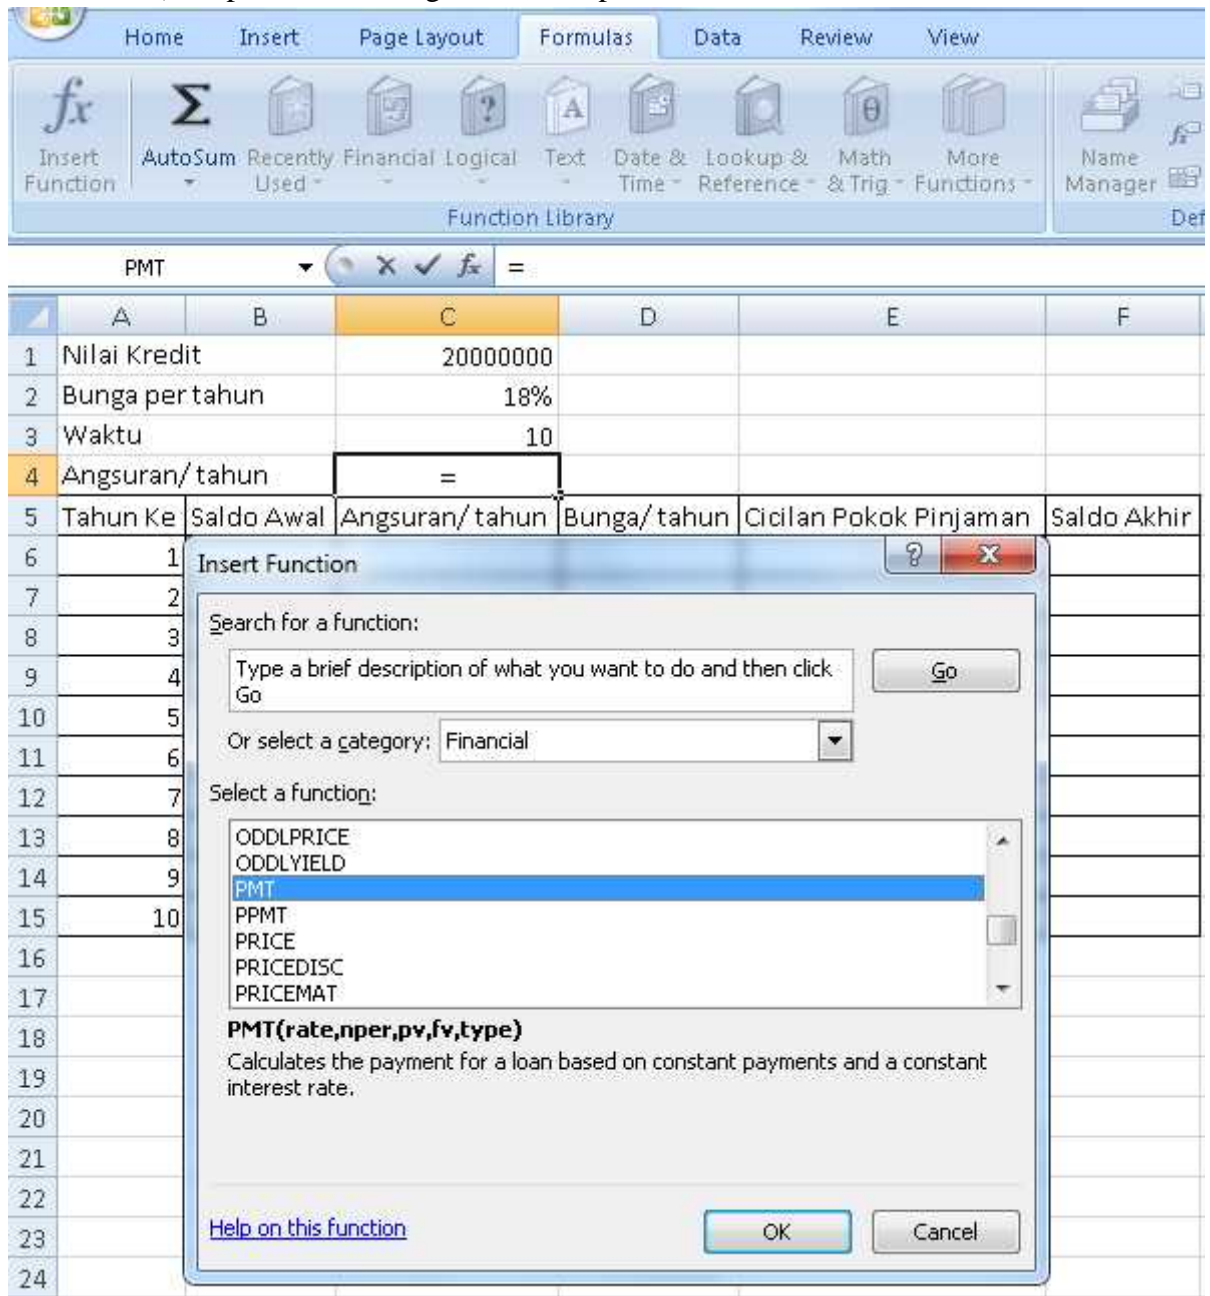 Home Insert Page Layout Formulas Data Review View
Insert Function AutoSum Recently Used Financial Logical Text Date & Time Lookup & Reference Math & Trig More Functions Name Manager
Function Library
PMT fx =
A B C D E F
1 Nilai Kredit 20000000
2 Bunga per tahun 18%
3 Waktu 10
4 Angsuran/ tahun =
5 Tahun Ke Saldo Awal Angsuran/ tahun Bunga/ tahun Cicilan Pokok Pinjaman Saldo Akhir
6 1
7 2
8 3
9 4
10 5
11 6
12 7
13 8
14 9
15 10
16
17
18
19
20
21
22
23
24
Insert Function
Search for a function:
Type a brief description of what you want to do and then click
Go
Go
Or select a category: Financial
Select a function:
ODDLPRICE
ODDLYIELD
PMT
PPMT
PRICE
PRICEDISC
PRICEMAT
PMT(rate,nper,pv,fv,type)
Calculates the payment for a loan based on constant payments and a constant
interest rate.
Help on this function
OK Cancel